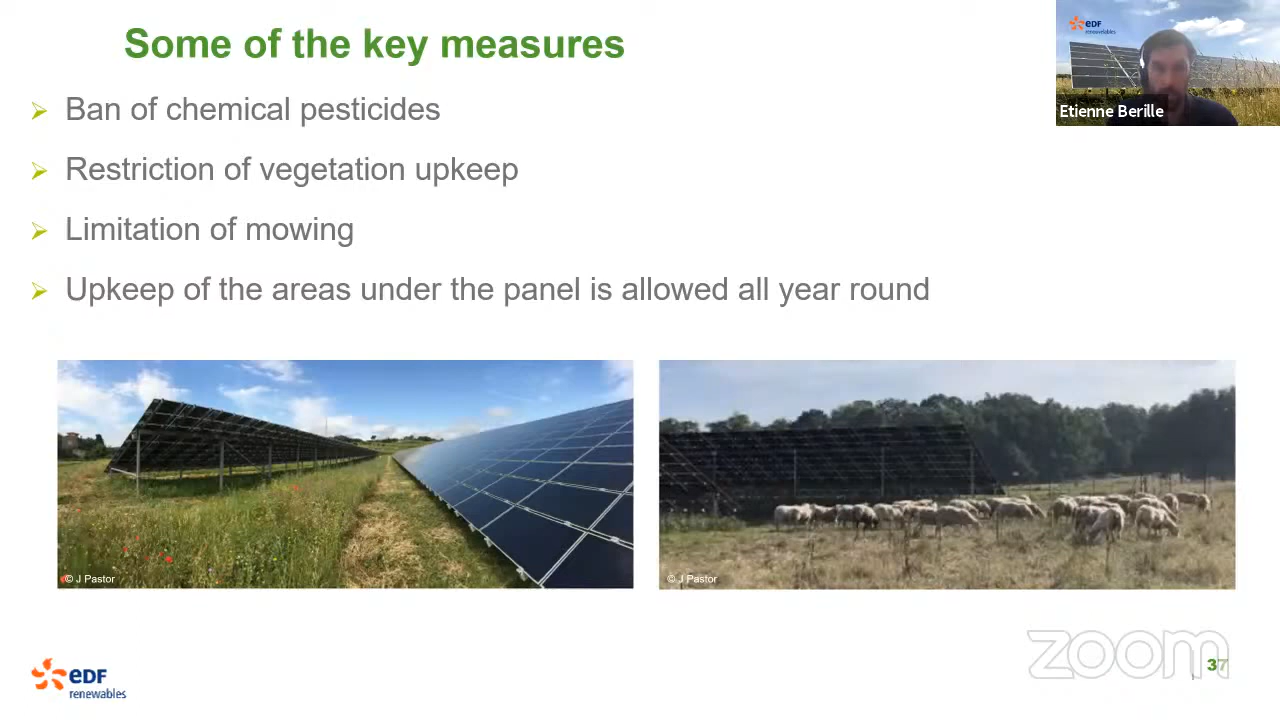 Some of the key measures
eDF
renewables
Etienne Berille
Ban of chemical pesticides
Restriction of vegetation upkeep
Limitation of mowing
Upkeep of the areas under the panel is allowed all year round
© J Pastor
© J Pastor
eDF
renewables
zoom
37